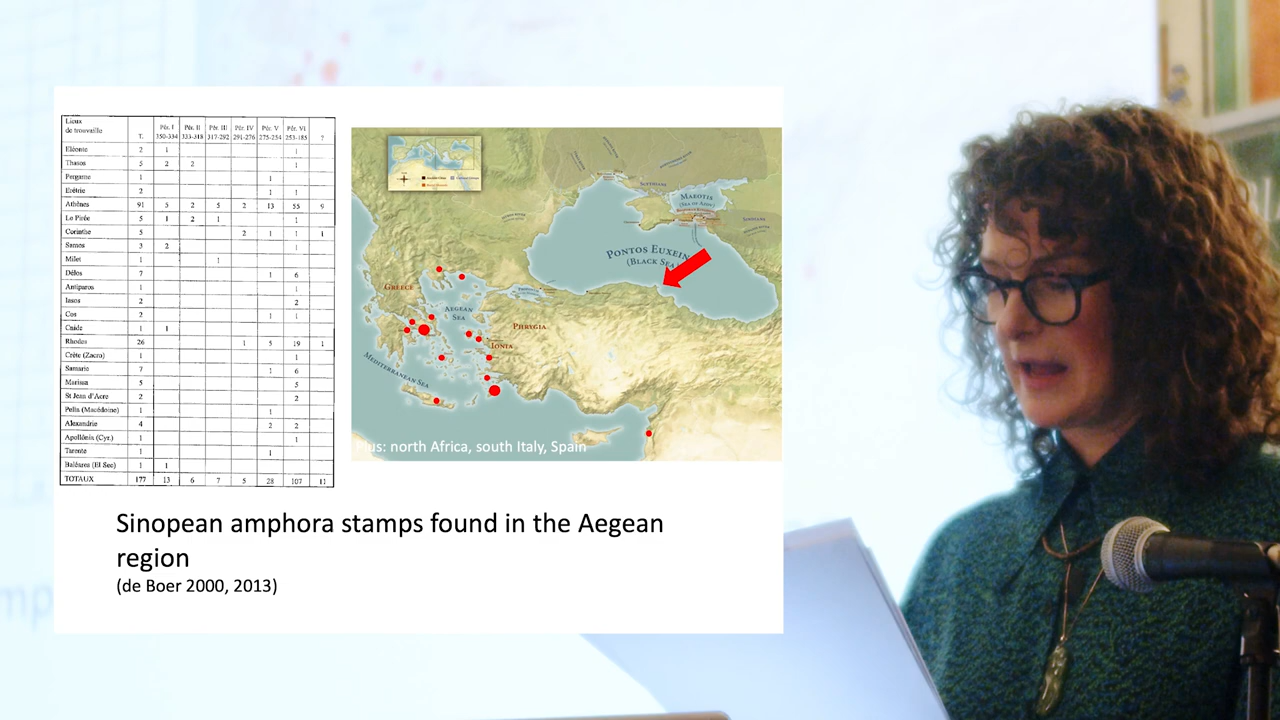 Lieux
de trouvaille T. Pér. I Pér. II Pér. III Pér. IV Pér. V Pér. VI ?
350-334 333-318 317-292 291-276 275-254 253-185
Eléonte 2 1 1
Thasos 5 2 2 1
Pergame 1 1
Erétrie 2 1 1
Athènes 91 5 2 5 2 13 55 9
Le Pirée 5 1 2 1 1
Corinthe 5 2 1 1 1
Samos 3 2 1
Milet 1 1
Délos 7 1 6
Antiparos 1 1
Iasos 2 2
Cos 2 1 1
Cnide 1 1
Rhodes 26 1 5 19 1
Crète (Zacro) 1 1
Samarie 7 1 6
Marissa 5 5
St Jean d'Acre 2 2
Pella (Macédoine) 1 1
Alexandrie 4 2 2
Apollónia (Cyr.) 1 1
Tarente 1 1
Baléares (El Sec) 1 1
TOTAUX 177 13 6 7 5 28 107 11
SCYTHIANS
MAEOTIS
(SEA OF AZOV)
PONTOS EUXEIN
(BLACK SEA
GREECE
AEGEAN
SEA
PHRYGIA
IONIA
MEDITERRANEAN SEA
Plus: north Africa, south Italy, Spain
Sinopean amphora stamps found in the Aegean
region
(de Boer 2000, 2013)
mp